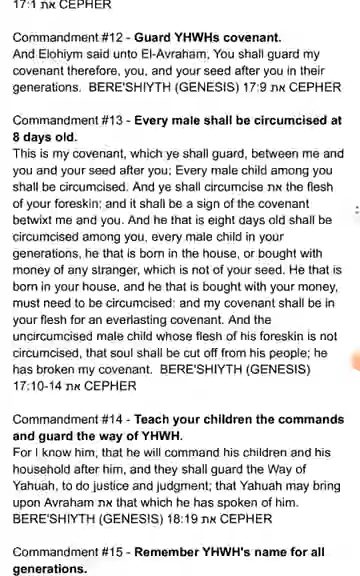 17:1 את CEPHER
Commandment #12 - Guard YHWHs covenant.
And Elohiym said unto El-Avraham, You shall guard my
covenant therefore, you, and your seed after you in their
generations. BERE'SHIYTH (GENESIS) 17:9 את CEPHER
Commandment #13 - Every male shall be circumcised at
8 days old.
This is my covenant, which ye shall guard, between me and
you and your seed after you; Every male child among you
shall be circumcised. And ye shall circumcise את the flesh
of your foreskin; and it shall be a sign of the covenant
betwixt me and you. And he that is eight days old shall be
circumcised among you, every male child in your
generations, he that is born in the house, or bought with
money of any stranger, which is not of your seed. He that is
born in your house, and he that is bought with your money,
must need to be circumcised: and my covenant shall be in
your flesh for an everlasting covenant. And the
uncircumcised male child whose flesh of his foreskin is not
circumcised, that soul shall be cut off from his people; he
has broken my covenant. BERE'SHIYTH (GENESIS)
17:10-14 את CEPHER
Commandment #14 - Teach your children the commands
and guard the way of YHWH.
For I know him, that he will command his children and his
household after him, and they shall guard the Way of
Yahuah, to do justice and judgment; that Yahuah may bring
upon Avraham את that which he has spoken of him.
BERE'SHIYTH (GENESIS) 18:19 את CEPHER
Commandment #15 - Remember YHWH's name for all
generations.